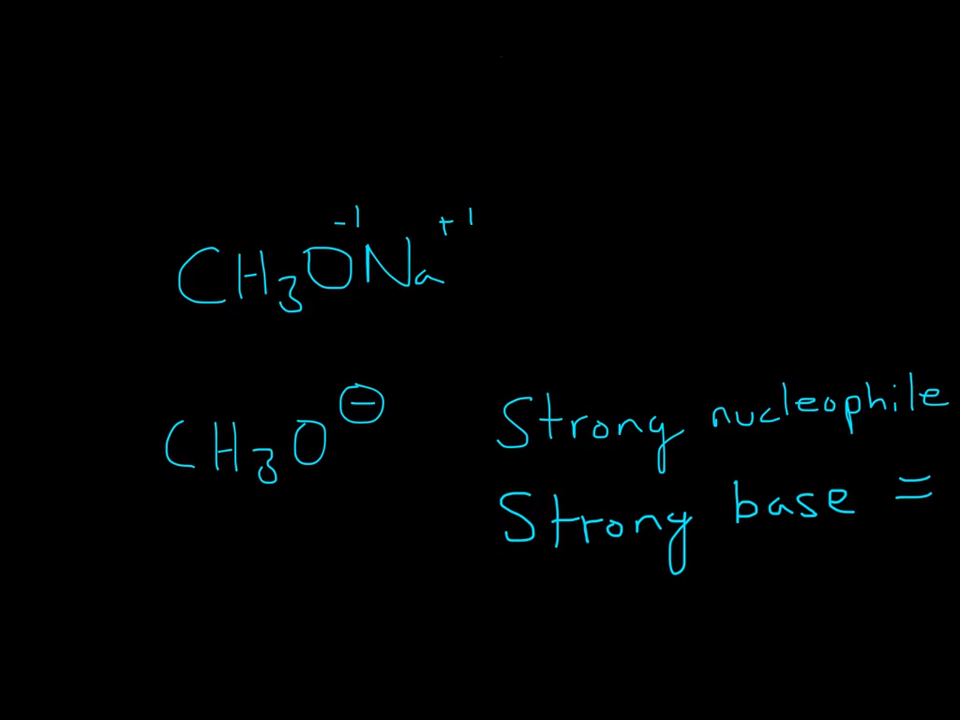 CH₃O⁻¹Na⁺¹
CH₃O⊖
Strong nucleophile
Strong base =